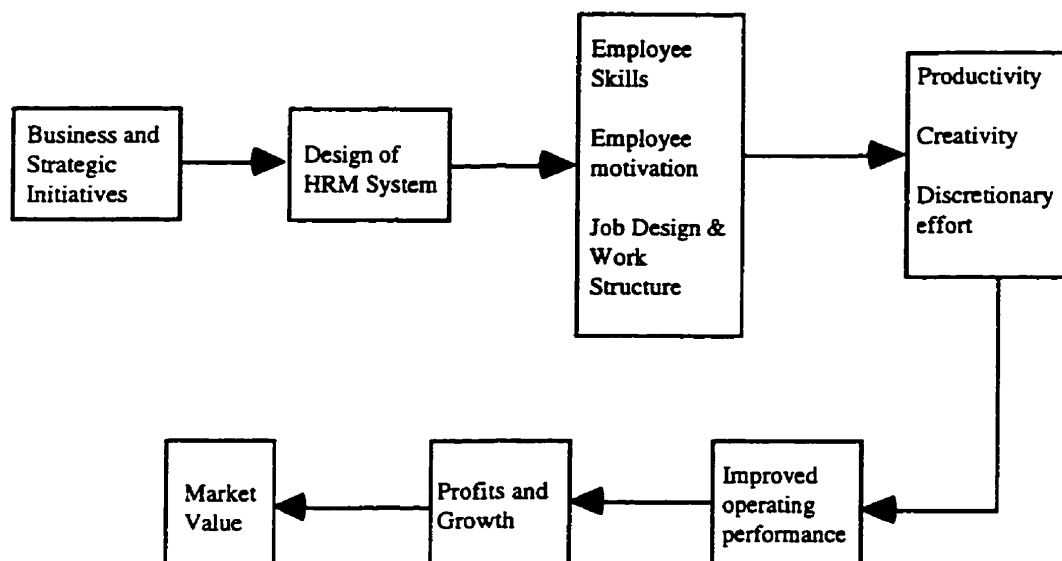 Business and
Strategic
Initiatives
Design of
HRM System
Employee
Skills
Employee
motivation
Job Design &
Work
Structure
Productivity
Creativity
Discretionary
effort
Improved
operating
performance
Profits and
Growth
Market
Value